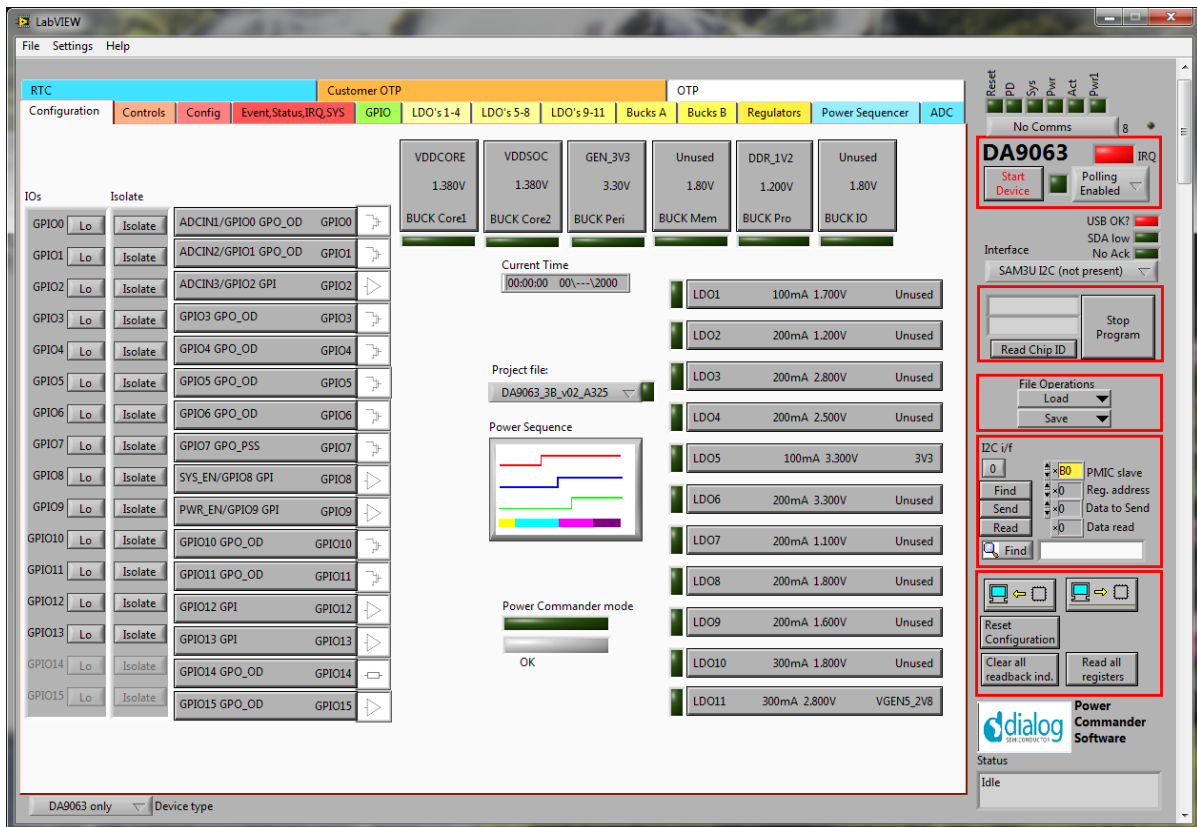 LabVIEW
File Settings Help
RTC Customer OTP OTP
Configuration Controls Config Event,Status,IRQ,SYS GPIO LDO's 1-4 LDO's 5-8 LDO's 9-11 Bucks A Bucks B Regulators Power Sequencer ADC
VDDCORE VDDSOC GEN_3V3 Unused DDR_1V2 Unused
1.380V 1.380V 3.30V 1.80V 1.200V 1.80V
BUCK Core1 BUCK Core2 BUCK Peri BUCK Mem BUCK Pro BUCK IO
IOs Isolate
GPIO0 Lo Isolate ADCIN1/GPIO0 GPO_OD GPIO0
GPIO1 Lo Isolate ADCIN2/GPIO1 GPO_OD GPIO1
GPIO2 Lo Isolate ADCIN3/GPIO2 GPI GPIO2
GPIO3 Lo Isolate GPIO3 GPO_OD GPIO3
GPIO4 Lo Isolate GPIO4 GPO_OD GPIO4
GPIO5 Lo Isolate GPIO5 GPO_OD GPIO5
GPIO6 Lo Isolate GPIO6 GPO_OD GPIO6
GPIO7 Lo Isolate GPIO7 GPO_PSS GPIO7
GPIO8 Lo Isolate SYS_EN/GPIO8 GPI GPIO8
GPIO9 Lo Isolate PWR_EN/GPIO9 GPI GPIO9
GPIO10 Lo Isolate GPIO10 GPO_OD GPIO10
GPIO11 Lo Isolate GPIO11 GPO_OD GPIO11
GPIO12 Lo Isolate GPIO12 GPI GPIO12
GPIO13 Lo Isolate GPIO13 GPI GPIO13
GPIO14 Lo Isolate GPIO14 GPO_OD GPIO14
GPIO15 Lo Isolate GPIO15 GPO_OD GPIO15
Current Time
00:00:00 00\---\2000
Project file:
DA9063_3B_v02_A325
Power Sequence
Power Commander mode
OK
LDO1 100mA 1.700V Unused
LDO2 200mA 1.200V Unused
LDO3 200mA 2.800V Unused
LDO4 200mA 2.500V Unused
LDO5 100mA 3.300V 3V3
LDO6 200mA 3.300V Unused
LDO7 200mA 1.100V Unused
LDO8 200mA 1.800V Unused
LDO9 200mA 1.600V Unused
LDO10 300mA 1.800V Unused
LDO11 300mA 2.800V VGEN5_2V8
DA9063 only Device type
Reset PD Sys Pwr Act Pwr1
No Comms 8
DA9063 IRQ
Start Device
Polling Enabled
USB OK?
SDA low
Interface No Ack
SAM3U I2C (not present)
Stop Program
Read Chip ID
File Operations
Load
Save
I2C i/f
0 ×B0 PMIC slave
Find ×0 Reg. address
Send ×0 Data to Send
Read ×0 Data read
Find
Reset Configuration
Clear all readback ind.
Read all registers
dialog
SEMICONDUCTOR
Power
Commander
Software
Status
Idle